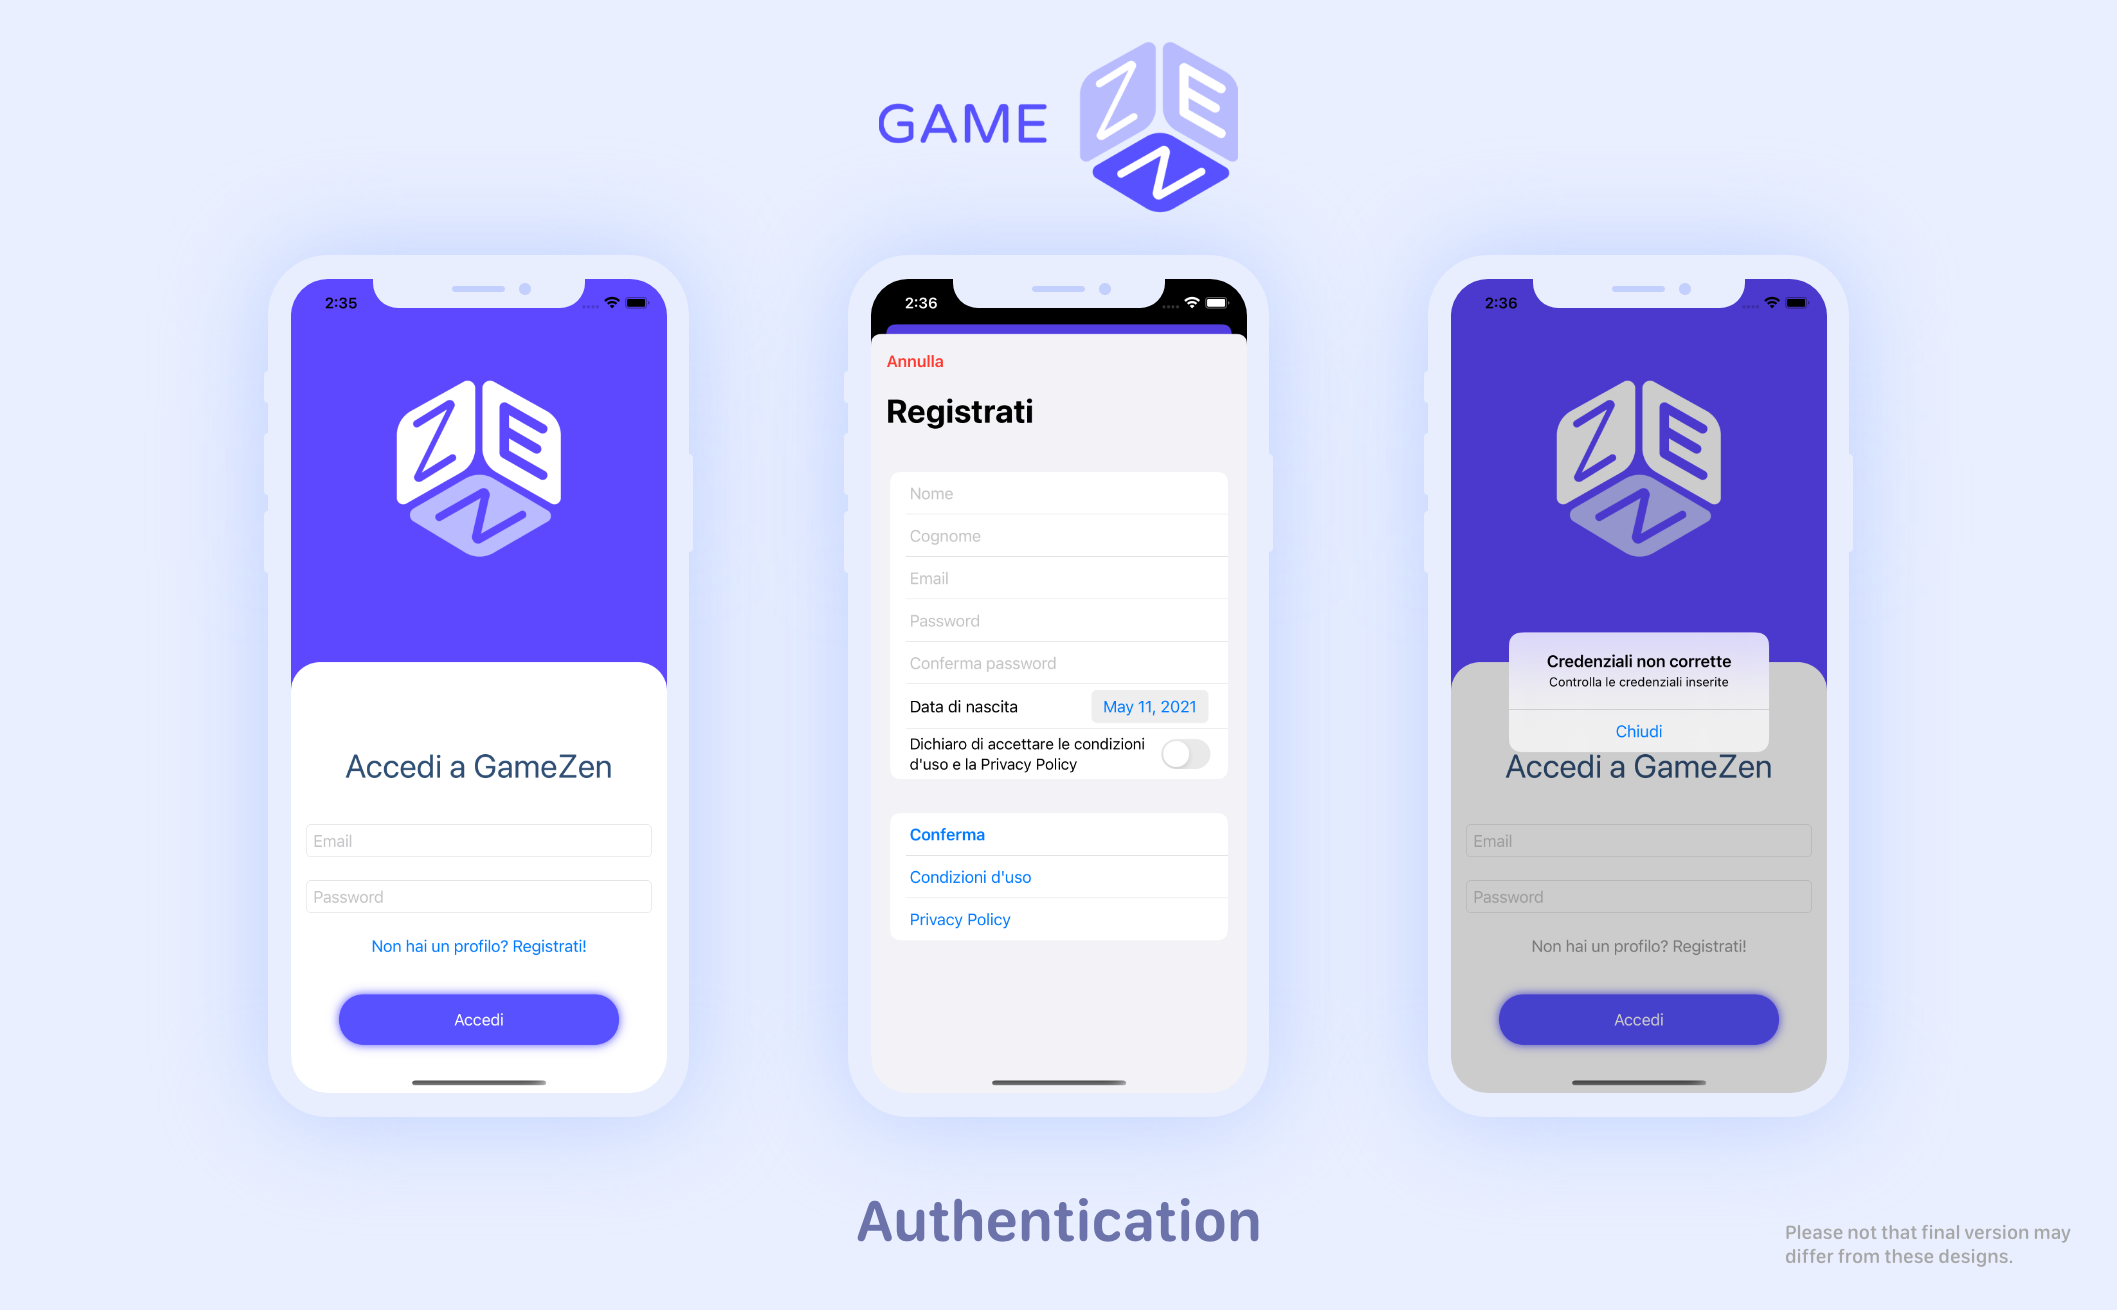 GAME ZEN
2:35
ZEN
Accedi a GameZen
Email
Password
Non hai un profilo? Registrati!
Accedi
2:36
Annulla
Registrati
Nome
Cognome
Email
Password
Conferma password
Data di nascita May 11, 2021
Dichiaro di accettare le condizioni
d'uso e la Privacy Policy
Conferma
Condizioni d'uso
Privacy Policy
2:36
ZEN
Credenziali non corrette
Controlla le credenziali inserite
Chiudi
Accedi a GameZen
Email
Password
Non hai un profilo? Registrati!
Accedi
Authentication
Please not that final version may
differ from these designs.